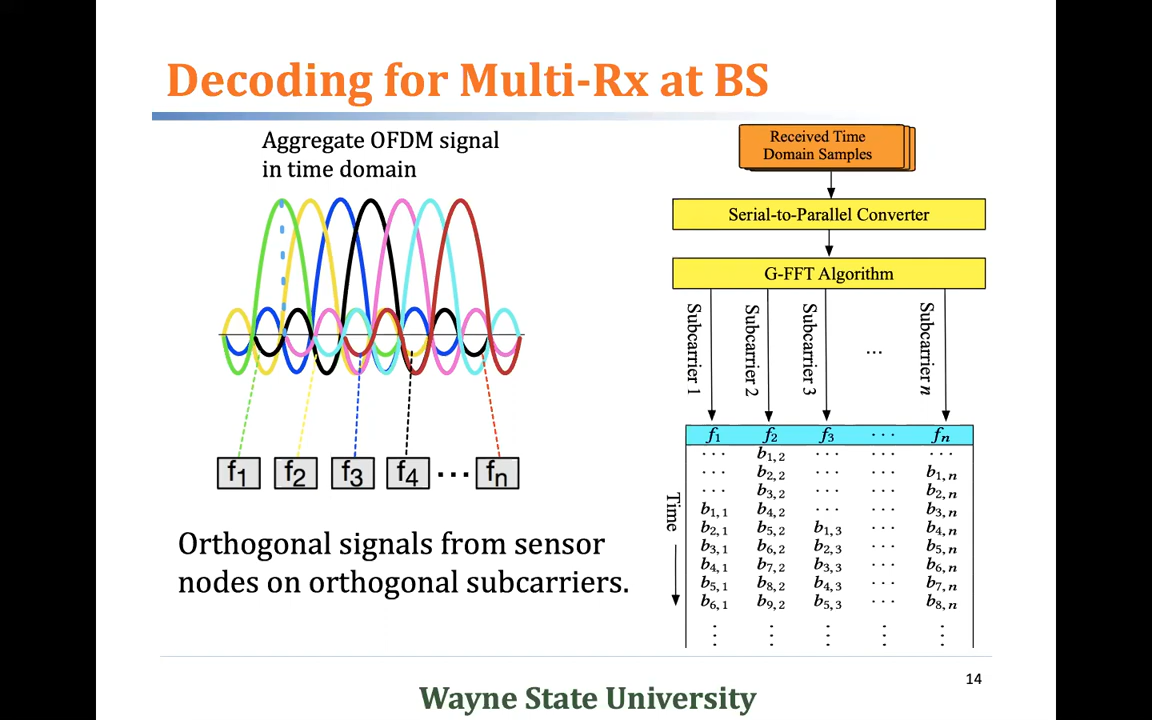 Decoding for Multi-Rx at BS
Aggregate OFDM signal
in time domain
f1 f2 f3 f4 ··· fn
Orthogonal signals from sensor
nodes on orthogonal subcarriers.
Received Time
Domain Samples
Serial-to-Parallel Converter
G-FFT Algorithm
Subcarrier 1
Subcarrier 2
Subcarrier 3
...
Subcarrier n
Time
f1 f2 f3 ··· fn
··· b1,2 ··· ··· ···
··· b2,2 ··· ··· b1,n
··· b3,2 ··· ··· b2,n
b1,1 b4,2 ··· ··· b3,n
b2,1 b5,2 b1,3 ··· b4,n
b3,1 b6,2 b2,3 ··· b5,n
b4,1 b7,2 b3,3 ··· b6,n
b5,1 b8,2 b4,3 ··· b7,n
b6,1 b9,2 b5,3 ··· b8,n
⋮ ⋮ ⋮ ⋮ ⋮
14
Wayne State University